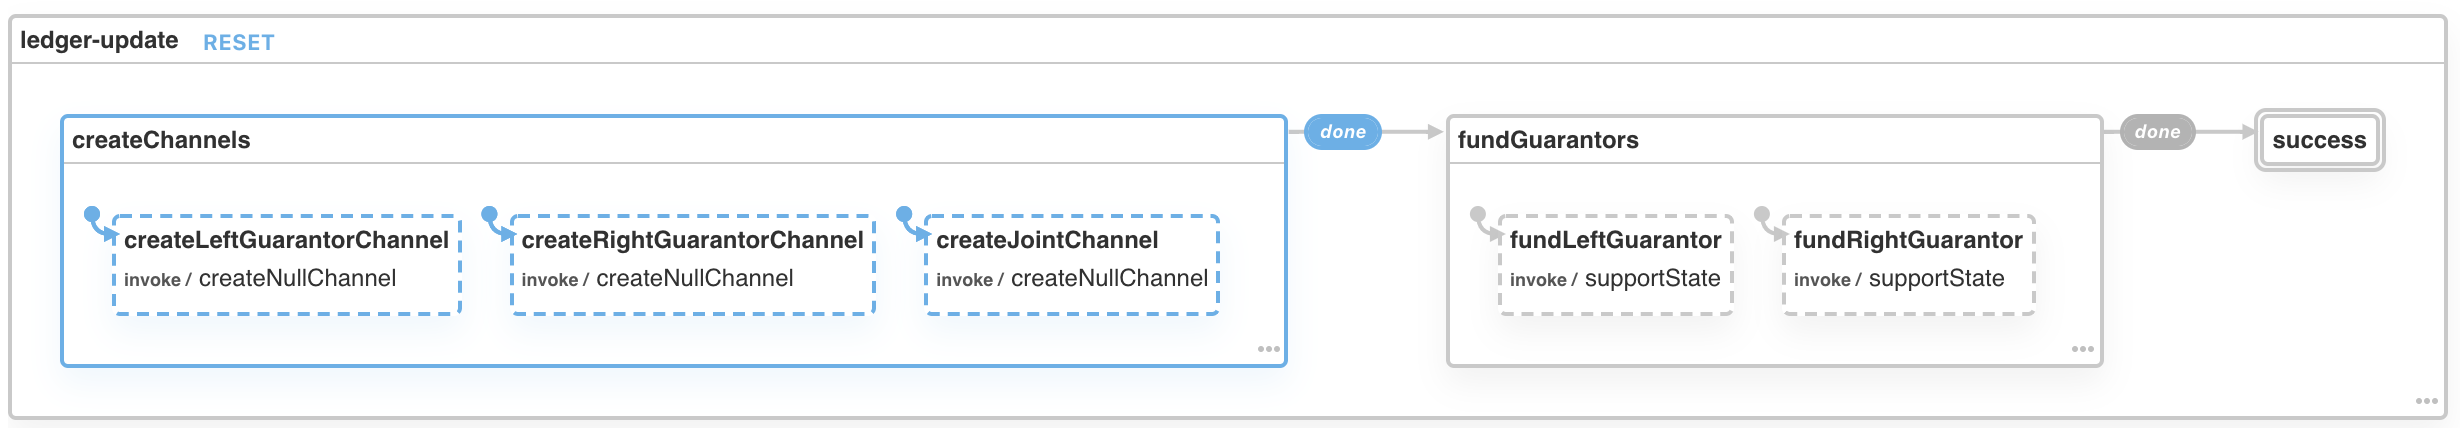 ledger-update RESET
createChannels
done
fundGuarantors
done
success
createLeftGuarantorChannel
invoke / createNullChannel
createRightGuarantorChannel
invoke / createNullChannel
createJointChannel
invoke / createNullChannel
fundLeftGuarantor
invoke / supportState
fundRightGuarantor
invoke / supportState